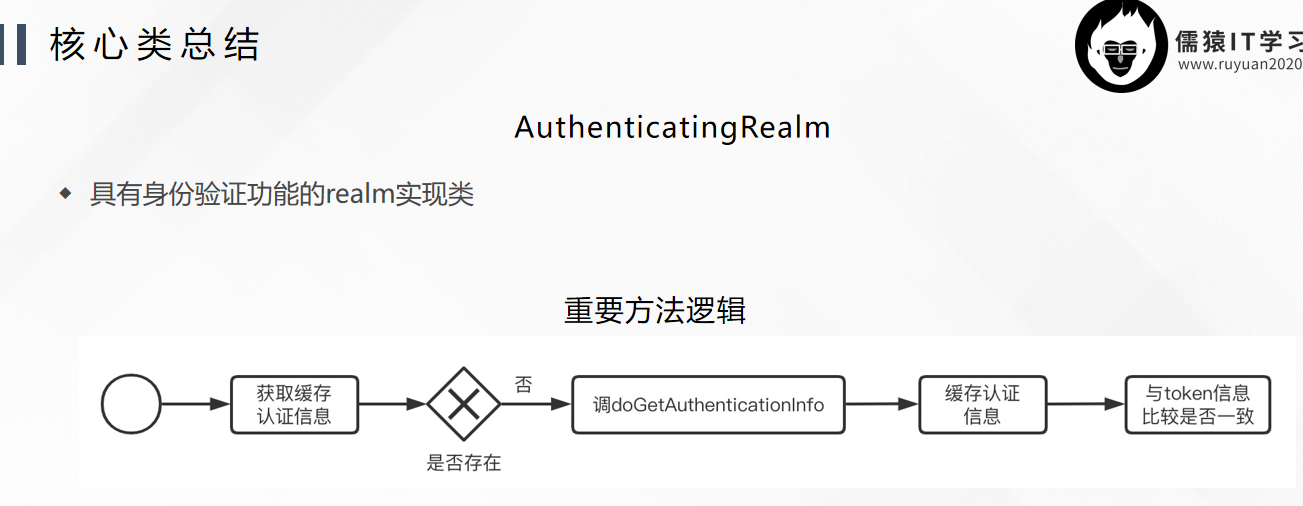 核心类总结
儒猿IT学习
www.ruyuan2020
AuthenticatingRealm
◆ 具有身份验证功能的realm实现类
重要方法逻辑
获取缓存
认证信息
是否存在
否
调doGetAuthenticationInfo
缓存认证
信息
与token信息
比较是否一致